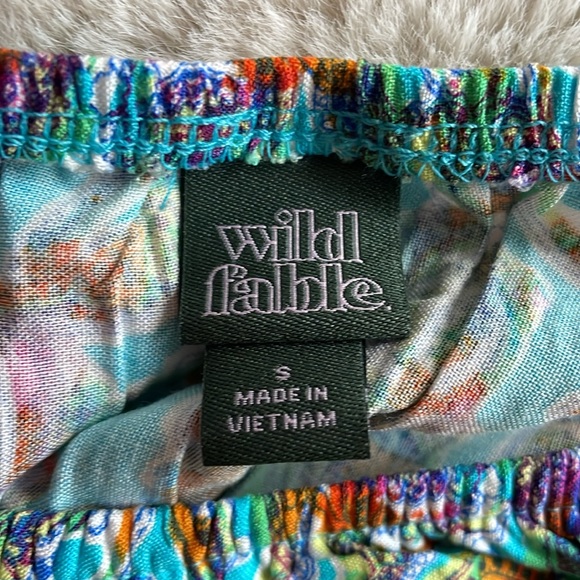 wild
fable.
S
MADE IN
VIETNAM